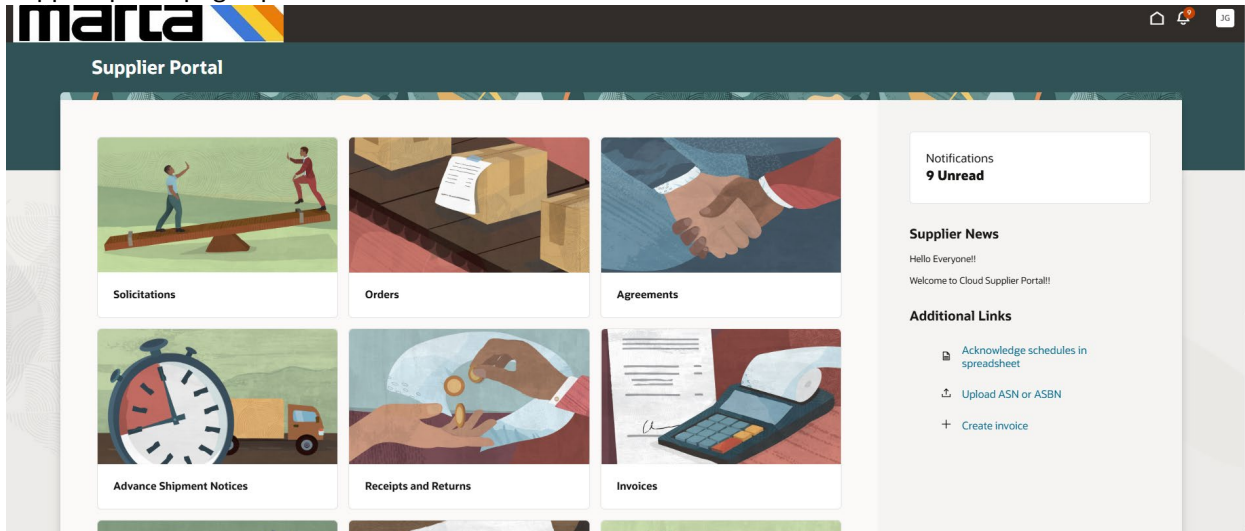 marta
9
JG
Supplier Portal
Solicitations
Orders
Agreements
Advance Shipment Notices
Receipts and Returns
Invoices
Notifications
9 Unread
Supplier News
Hello Everyone!!
Welcome to Cloud Supplier Portal!!
Additional Links
Acknowledge schedules in
spreadsheet
Upload ASN or ASBN
Create invoice